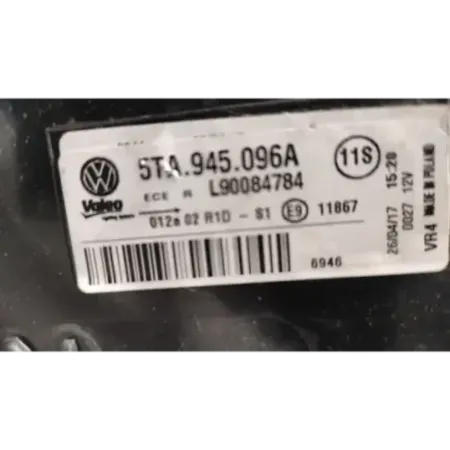 5TA.945.096A
11S
Valeo
ECE R L90084784
012a 02 R1D - S1 E9 11867
6946
26/04/17 15:20
0027 12V
VR4 MADE IN POLAND